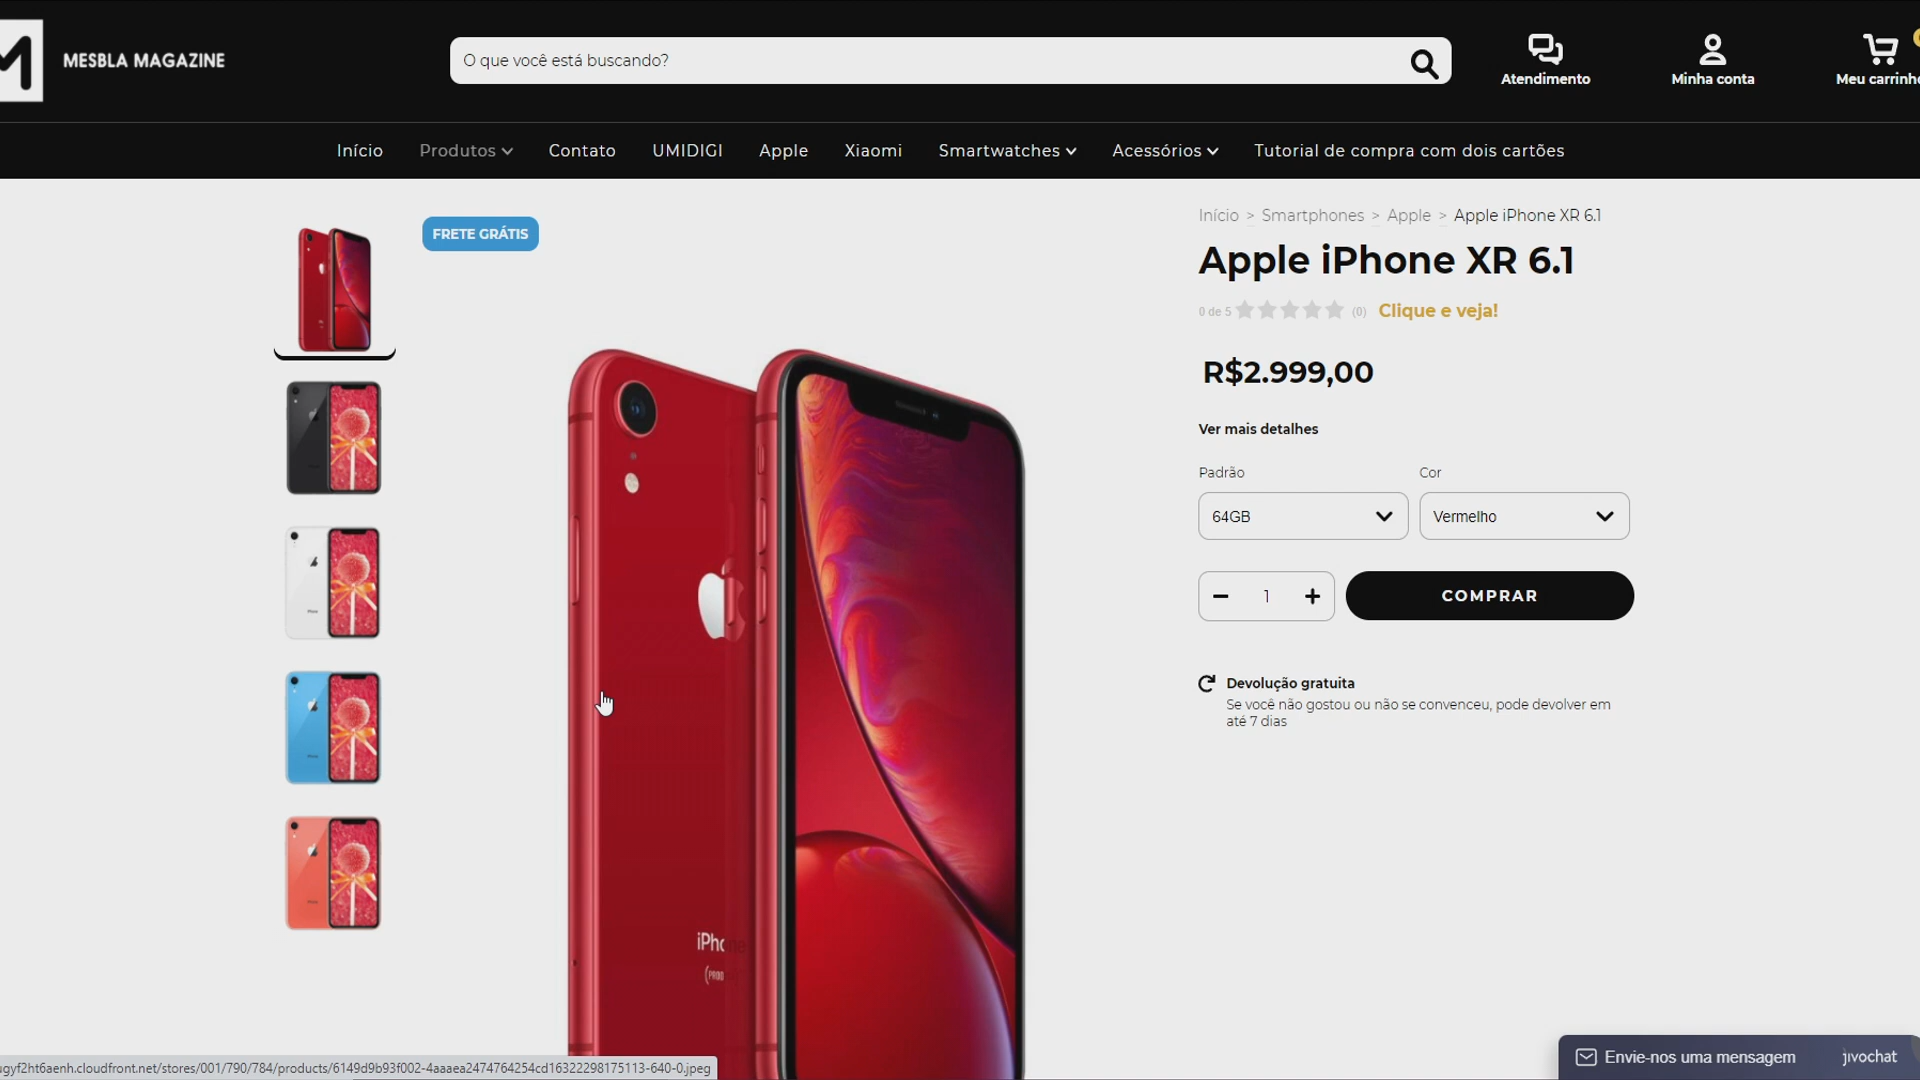 MESBLA MAGAZINE
O que você está buscando?
Atendimento
Minha conta
Meu carrinho
Início
Produtos
Contato
UMIDIGI
Apple
Xiaomi
Smartwatches
Acessórios
Tutorial de compra com dois cartões
FRETE GRÁTIS
Início > Smartphones > Apple > Apple iPhone XR 6.1
Apple iPhone XR 6.1
0 de 5
(0)
Clique e veja!
R$2.999,00
Ver mais detalhes
Padrão
Cor
64GB
Vermelho
1
COMPRAR
Devolução gratuita
Se você não gostou ou não se convenceu, pode devolver em
até 7 dias
iPhone
(PROD
ugyf2ht6aenh.cloudfront.net/stores/001/790/784/products/6149d9b93f002-4aaaea2474764254cd16322298175113-640-0.jpeg
Envie-nos uma mensagem
jivochat